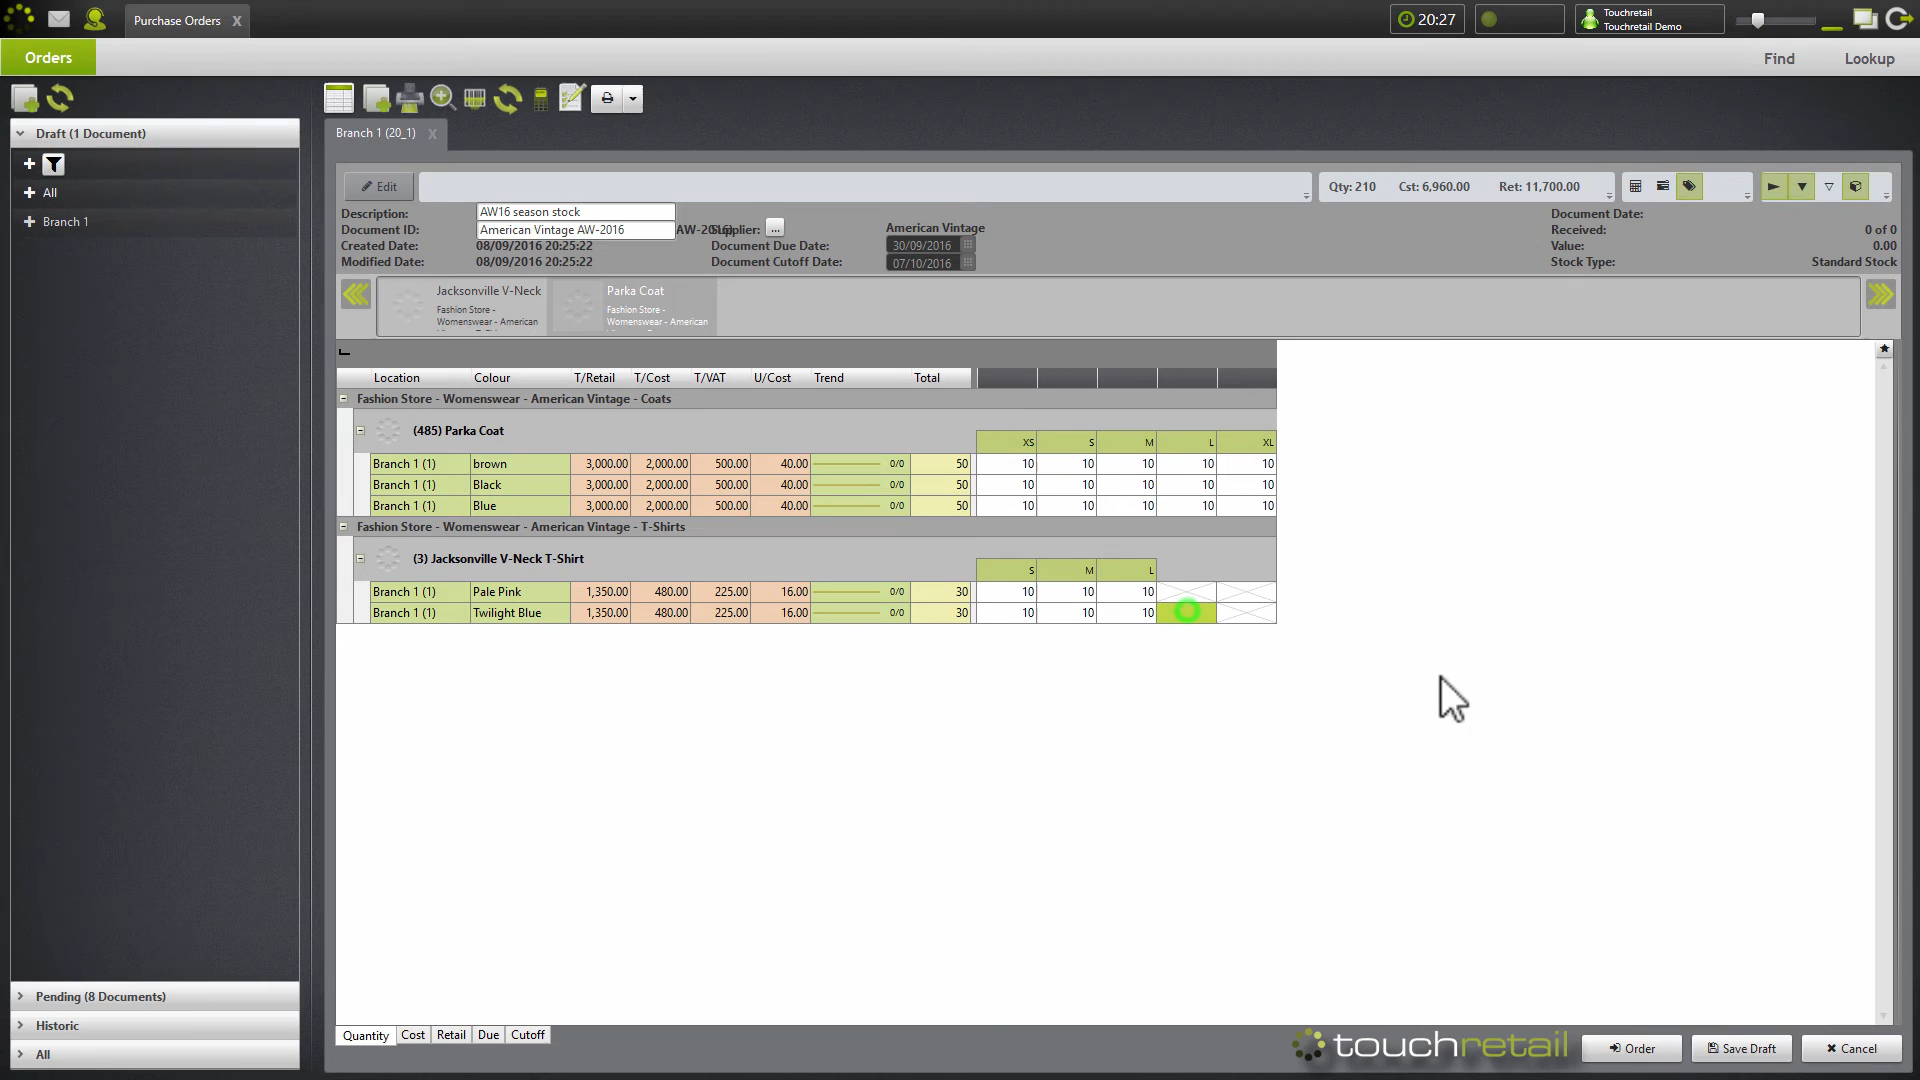 Purchase Orders X
20:27
Touchretail
Touchretail Demo
Orders
Find Lookup
Draft (1 Document)
All
Branch 1
Branch 1 (20_1) X
Edit
Qty: 210 Cst: 6,960.00 Ret: 11,700.00
Description: AW16 season stock
Document ID: American Vintage AW-2016 Supplier: ... American Vintage
Created Date: 08/09/2016 20:25:22 Document Due Date: 30/09/2016
Modified Date: 08/09/2016 20:25:22 Document Cutoff Date: 07/10/2016
Document Date:
Received: 0 of 0
Value: 0.00
Stock Type: Standard Stock
Jacksonville V-Neck
Fashion Store -
Womenswear - American
Parka Coat
Fashion Store -
Womenswear - American
Location Colour T/Retail T/Cost T/VAT U/Cost Trend Total
Fashion Store - Womenswear - American Vintage - Coats
(485) Parka Coat
XS S M L XL
Branch 1 (1) brown 3,000.00 2,000.00 500.00 40.00 0/0 50 10 10 10 10 10
Branch 1 (1) Black 3,000.00 2,000.00 500.00 40.00 0/0 50 10 10 10 10 10
Branch 1 (1) Blue 3,000.00 2,000.00 500.00 40.00 0/0 50 10 10 10 10 10
Fashion Store - Womenswear - American Vintage - T-Shirts
(3) Jacksonville V-Neck T-Shirt
S M L
Branch 1 (1) Pale Pink 1,350.00 480.00 225.00 16.00 0/0 30 10 10 10
Branch 1 (1) Twilight Blue 1,350.00 480.00 225.00 16.00 0/0 30 10 10 10
Pending (8 Documents)
Historic
All
Quantity Cost Retail Due Cutoff
touchretail
Order Save Draft Cancel